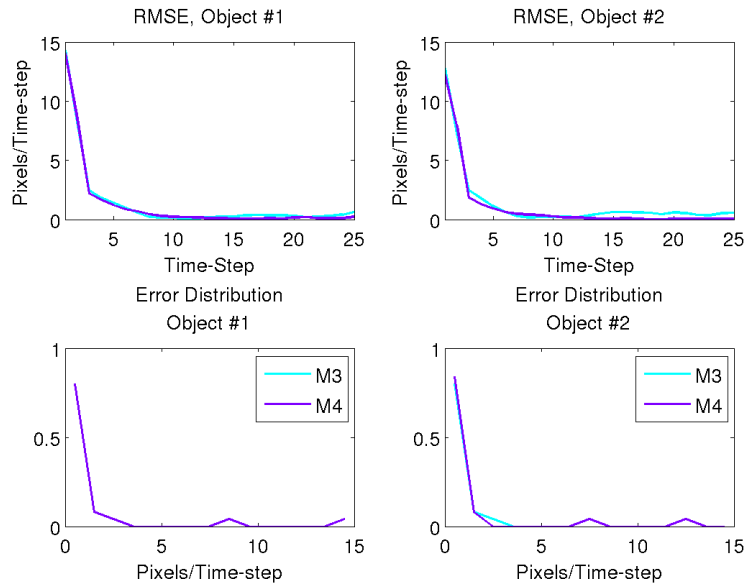 RMSE, Object #1
15
10
5
0
Pixels/Time-step
5 10 15 20 25
Time-Step
RMSE, Object #2
15
10
5
0
Pixels/Time-step
5 10 15 20 25
Time-Step
Error Distribution
Object #1
1
0.5
0
M3
M4
0 5 10 15
Pixels/Time-step
Error Distribution
Object #2
1
0.5
0
M3
M4
0 5 10 15
Pixels/Time-step